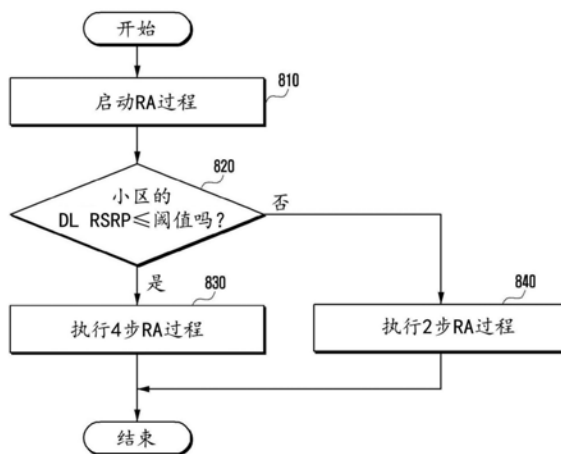 开始
810
启动RA过程
820
小区的
DL RSRP≤阈值吗?
否
是
830
执行4步RA过程
840
执行2步RA过程
结束